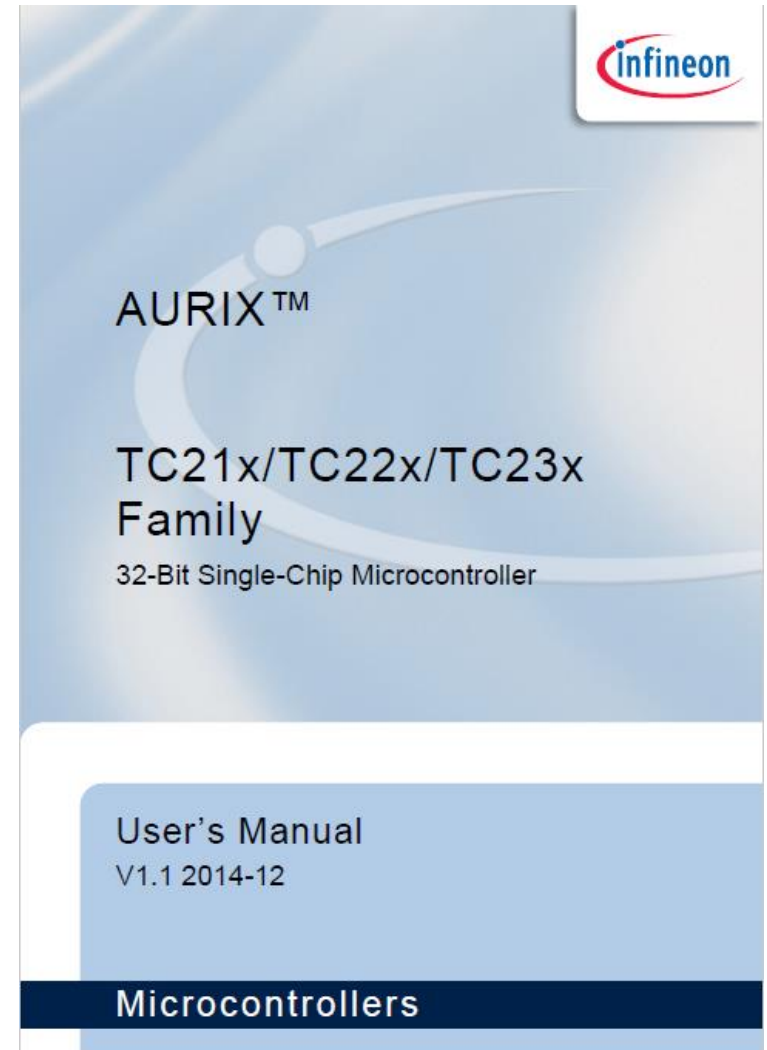 infineon
AURIX™
TC21x/TC22x/TC23x
Family
32-Bit Single-Chip Microcontroller
User's Manual
V1.1 2014-12
Microcontrollers